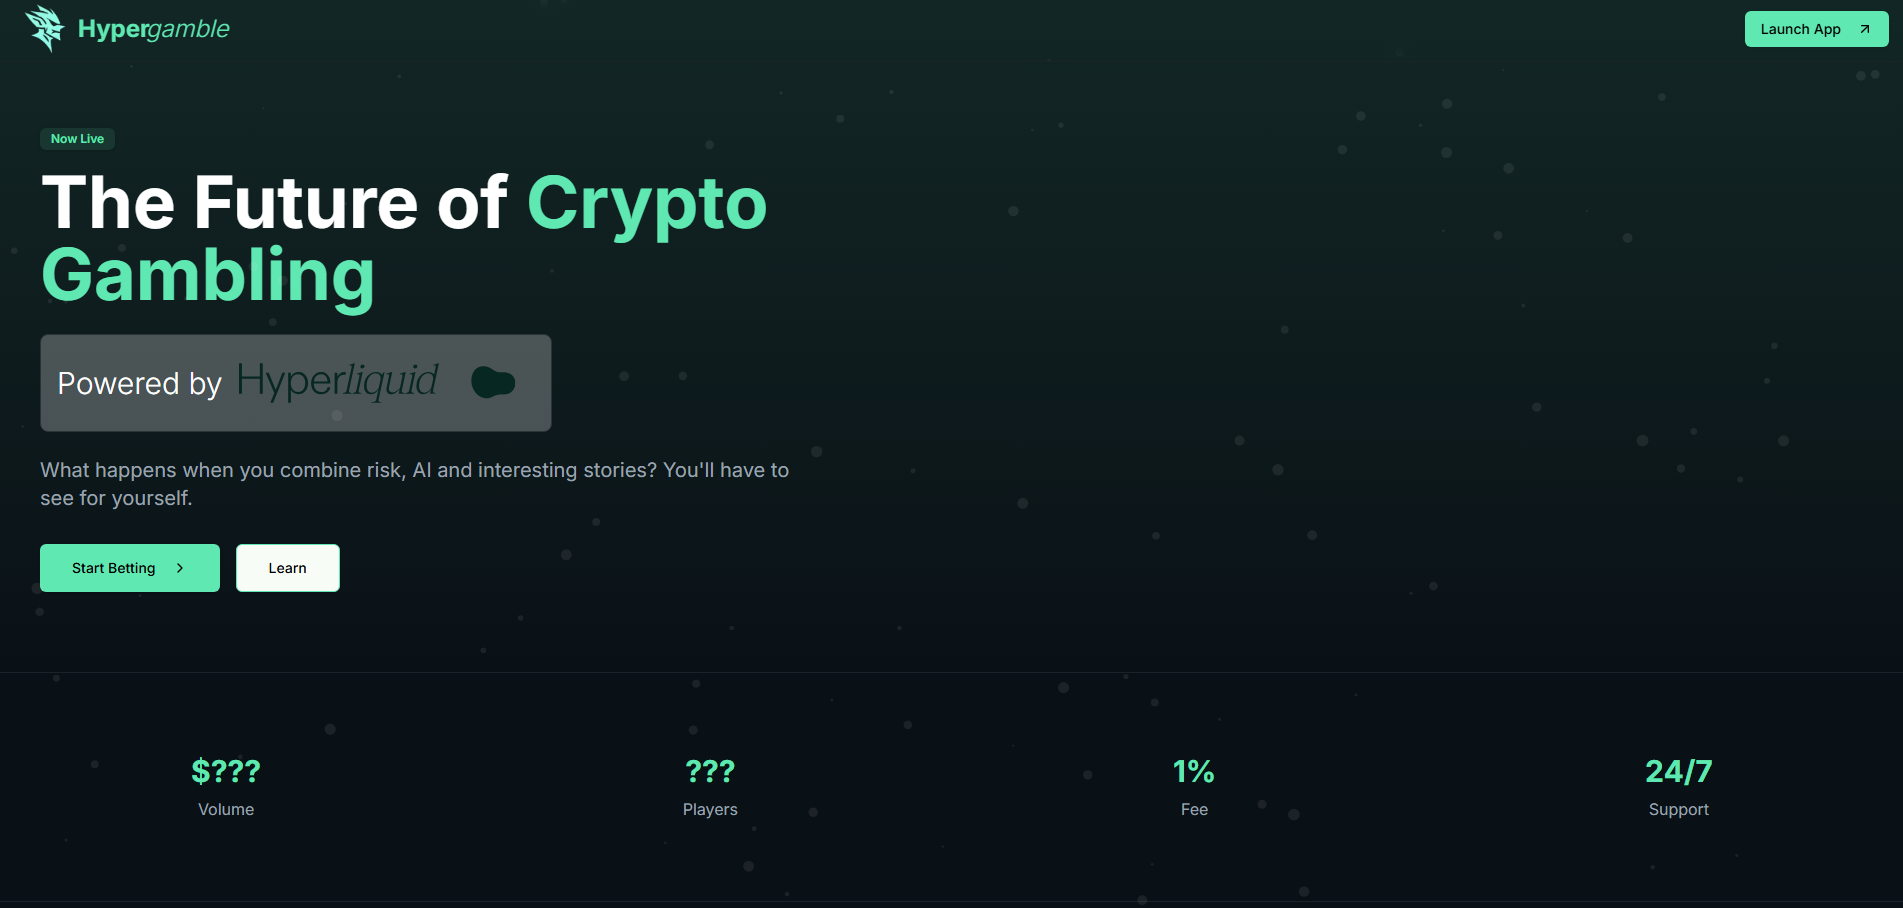 Hypergamble
Launch App
Now Live
The Future of Crypto
Gambling
Powered by Hyperliquid
What happens when you combine risk, AI and interesting stories? You'll have to
see for yourself.
Start Betting
Learn
$???
Volume
???
Players
1%
Fee
24/7
Support